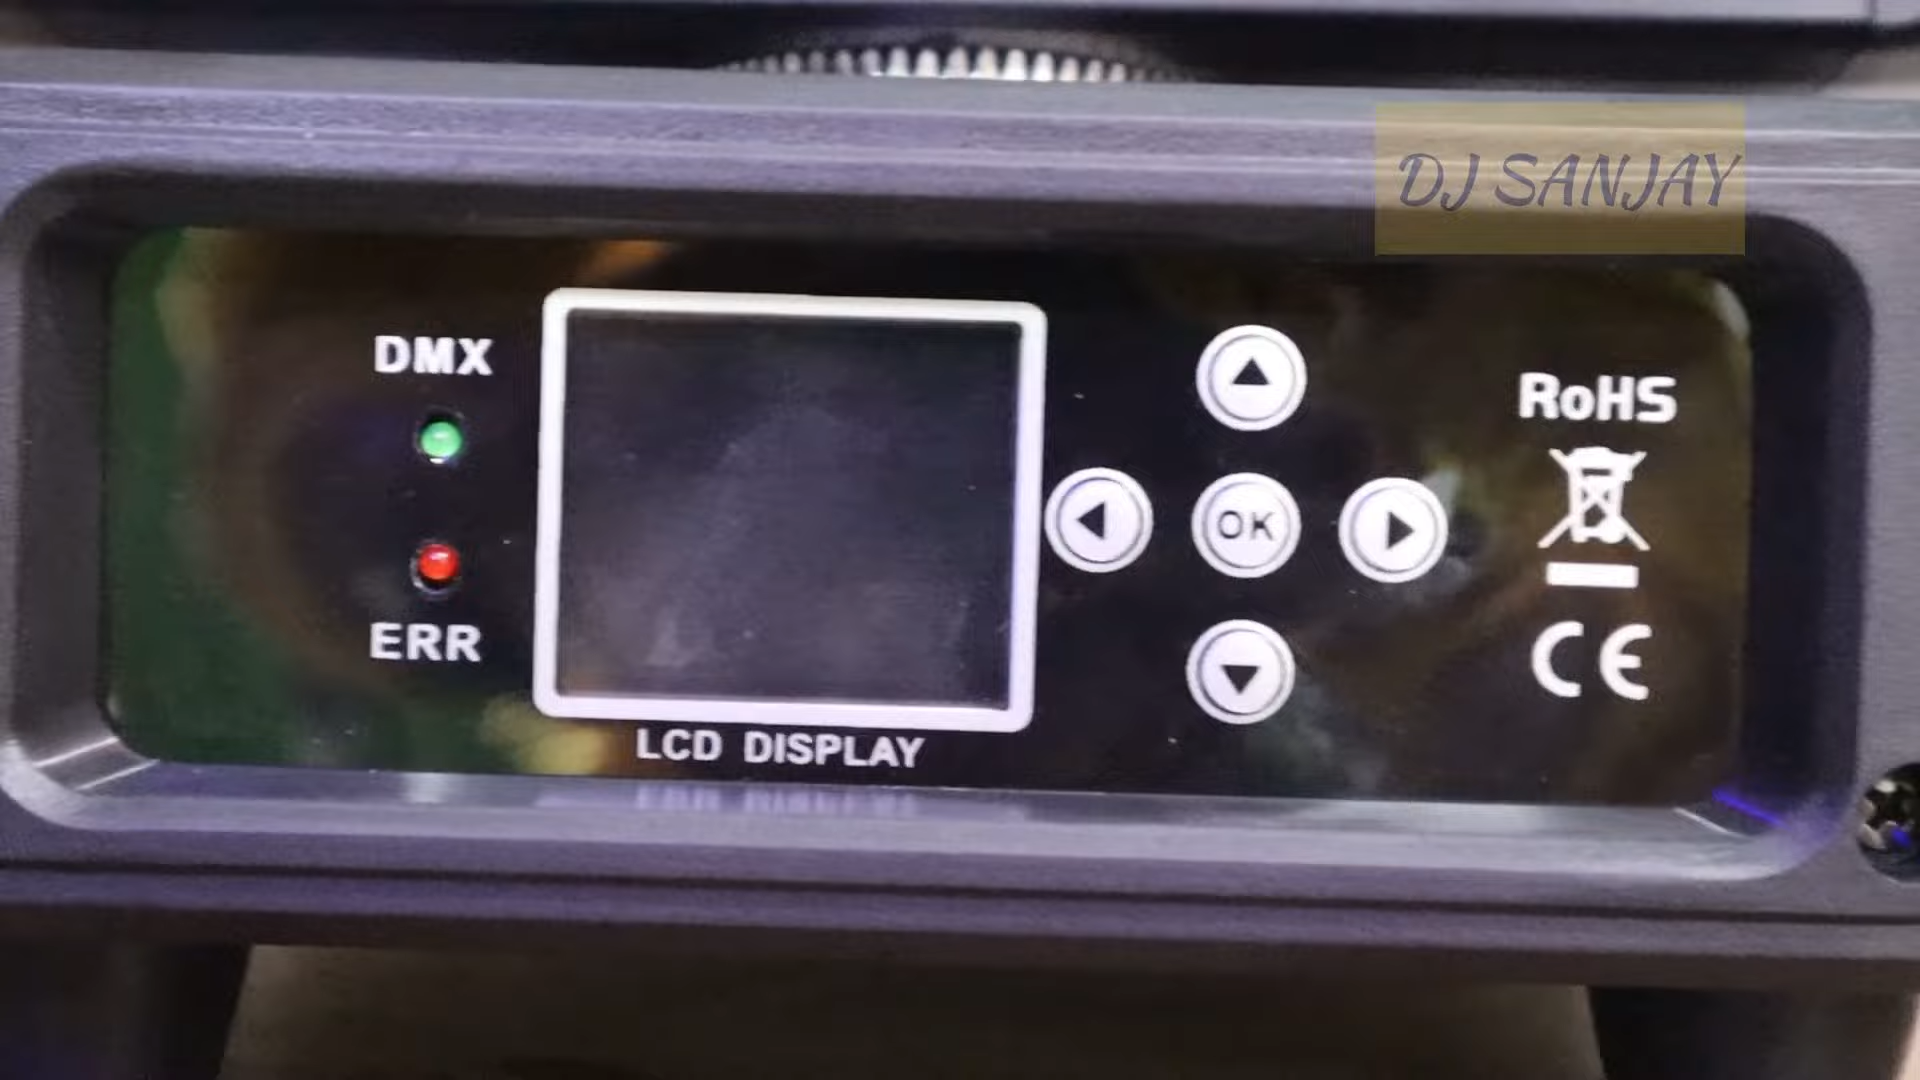 DJ SANJAY
DMX
ERR
LCD DISPLAY
OK
RoHS
CE